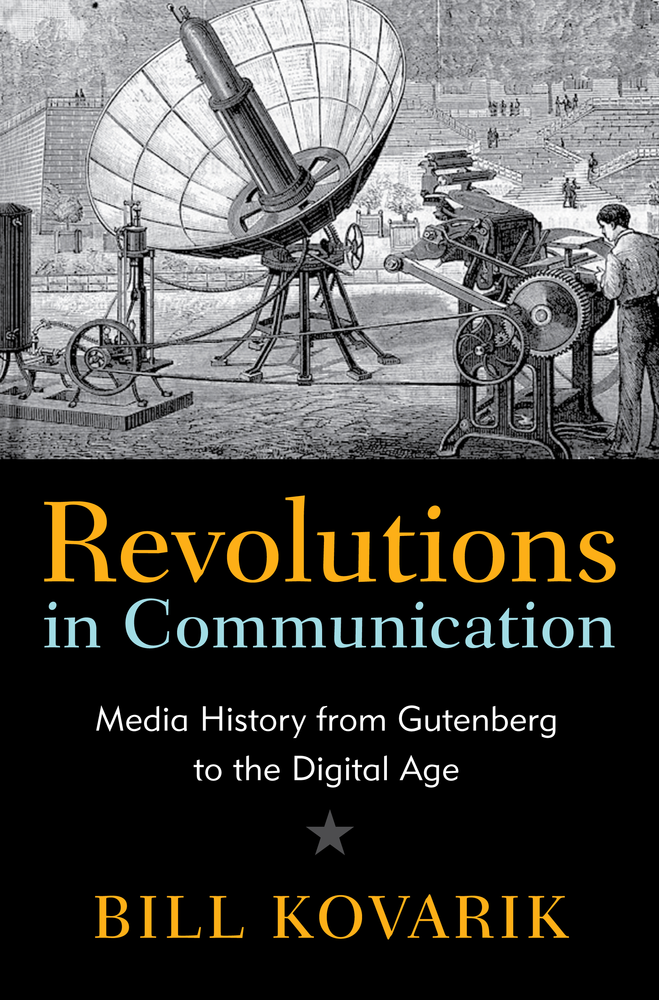 Revolutions
in Communication
Media History from Gutenberg
to the Digital Age
BILL KOVARIK